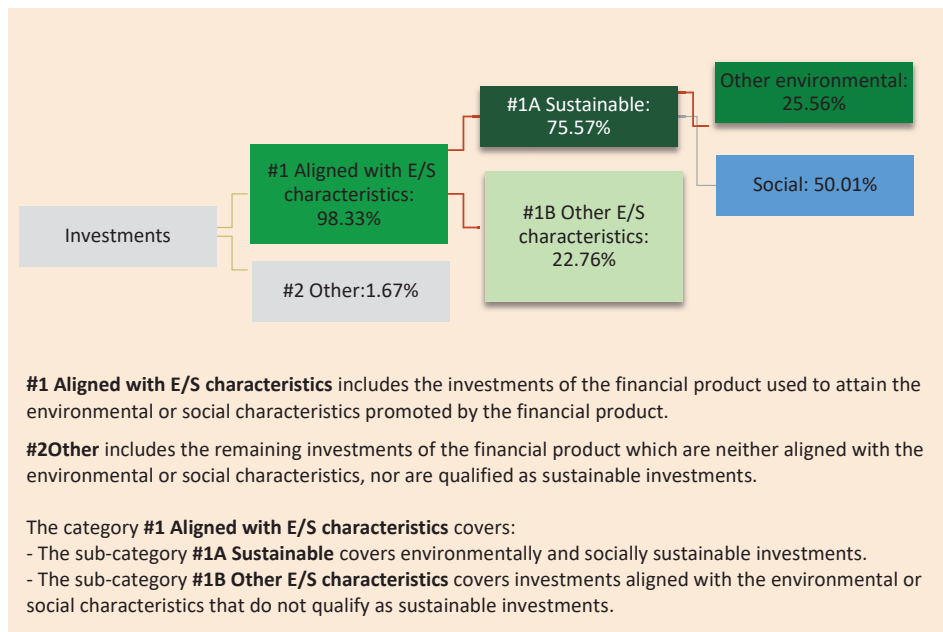 Investments
#1 Aligned with E/S
characteristics:
98.33%
#2 Other:1.67%
#1A Sustainable:
75.57%
#1B Other E/S
characteristics:
22.76%
Other environmental:
25.56%
Social: 50.01%
#1 Aligned with E/S characteristics includes the investments of the financial product used to attain the
environmental or social characteristics promoted by the financial product.
#2Other includes the remaining investments of the financial product which are neither aligned with the
environmental or social characteristics, nor are qualified as sustainable investments.
The category #1 Aligned with E/S characteristics covers:
- The sub-category #1A Sustainable covers environmentally and socially sustainable investments.
- The sub-category #1B Other E/S characteristics covers investments aligned with the environmental or
social characteristics that do not qualify as sustainable investments.